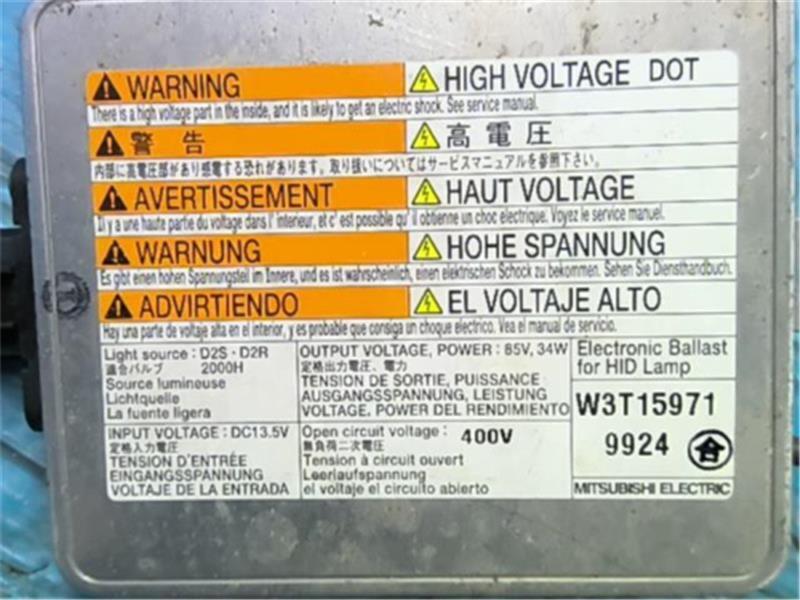 WARNING HIGH VOLTAGE DOT
There is a high voltage part in the inside, and it is likely to get an electric shock. See service manual.
警告 高電圧
内部に高電圧部があり感電する恐れがあります。取り扱いについてはサービスマニュアルを参照下さい。
AVERTISSEMENT HAUT VOLTAGE
Il y a une haute partie du voltage dans l' interieur, et c' est possible qu' il obtienne un choc electrique. Voyez le service manuel.
WARNUNG HOHE SPANNUNG
Es gibt einen hohen Spannungsteil im Innere, und es ist wahrscheinlich, einen elektrischen Schock zu bekommen. Sehen Sie Diensthandbuch.
ADVIRTIENDO EL VOLTAJE ALTO
Hay una parte de voltaje alta en el interior, y es probable que consiga un choque electrico. Vea el manual de servicio.
Light source : D2S · D2R
適合バルブ 2000H
Source lumineuse
Lichtquelle
La fuente ligera
OUTPUT VOLTAGE, POWER : 85V, 34W
定格出力電圧、電力
TENSION DE SORTIE, PUISSANCE
AUSGANGSSPANNUNG, LEISTUNG
VOLTAGE, POWER DEL RENDIMIENTO
Electronic Ballast
for HID Lamp
W3T15971
9924
MITSUBISHI ELECTRIC
INPUT VOLTAGE : DC13.5V
定格入力電圧
TENSION D'ENTRÉE
EINGANGSSPANNUNG
VOLTAJE DE LA ENTRADA
Open circuit voltage : 400V
無負荷二次電圧
Tension à circuit ouvert
Leerlaufspannung
el voltaje el circuito abierto